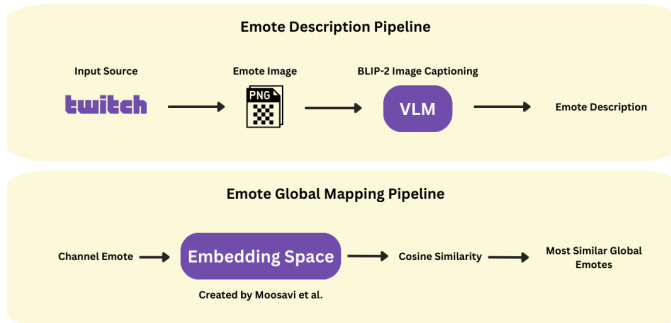 Emote Description Pipeline
Input Source
Emote Image
BLIP-2 Image Captioning
twitch
PNG
VLM
Emote Description
Emote Global Mapping Pipeline
Channel Emote
Embedding Space
Cosine Similarity
Most Similar Global
Emotes
Created by Moosavi et al.